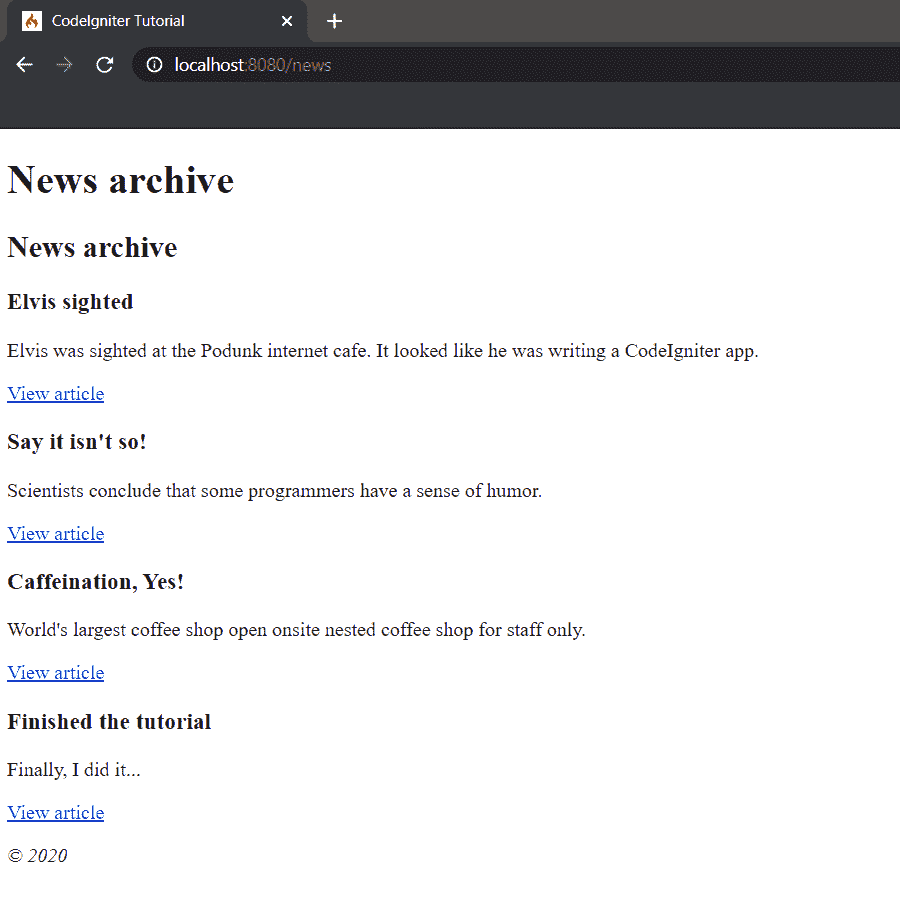 CodeIgniter Tutorial
localhost:8080/news
News archive
News archive
Elvis sighted
Elvis was sighted at the Podunk internet cafe. It looked like he was writing a CodeIgniter app.
View article
Say it isn't so!
Scientists conclude that some programmers have a sense of humor.
View article
Caffeination, Yes!
World's largest coffee shop open onsite nested coffee shop for staff only.
View article
Finished the tutorial
Finally, I did it...
View article
© 2020